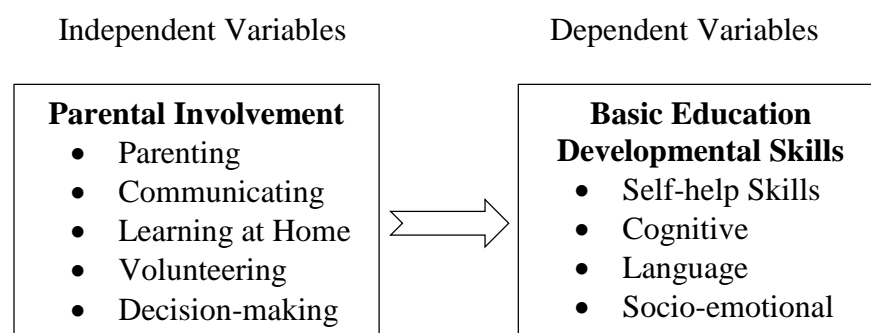 Independent Variables
Dependent Variables
Parental Involvement
• Parenting
• Communicating
• Learning at Home
• Volunteering
• Decision-making
Basic Education
Developmental Skills
• Self-help Skills
• Cognitive
• Language
• Socio-emotional